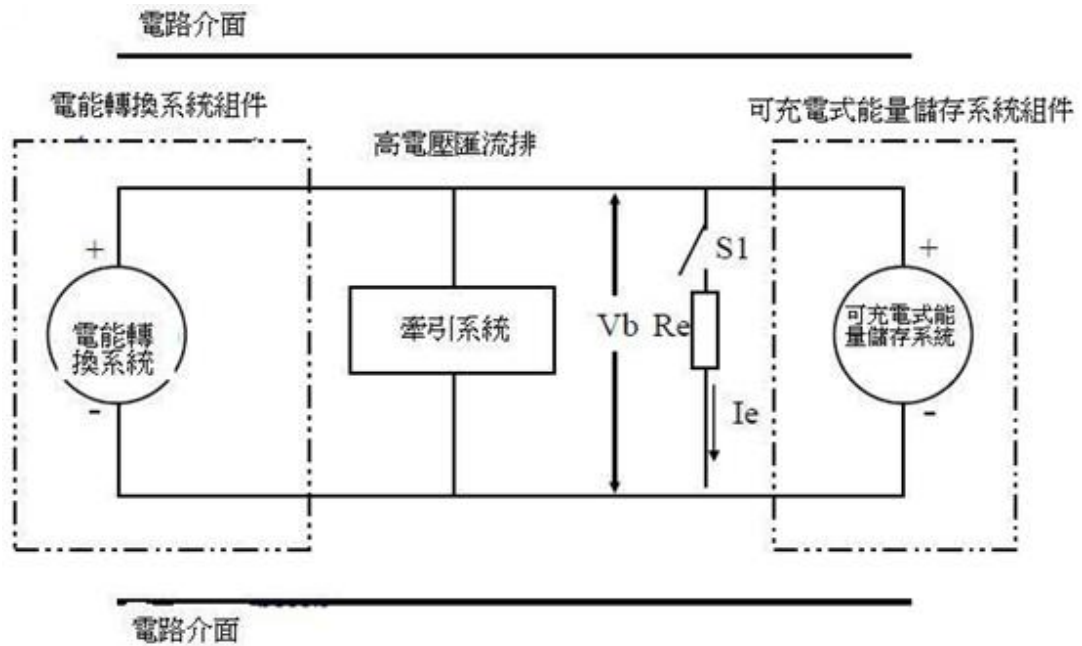 電路介面
電能轉換系統組件
可充電式能量儲存系統組件
高電壓匯流排
+
+
S1
電能轉
換系統
牽引系統
Vb
Re
可充電式能
量儲存系統
-
-
Ie
電路介面